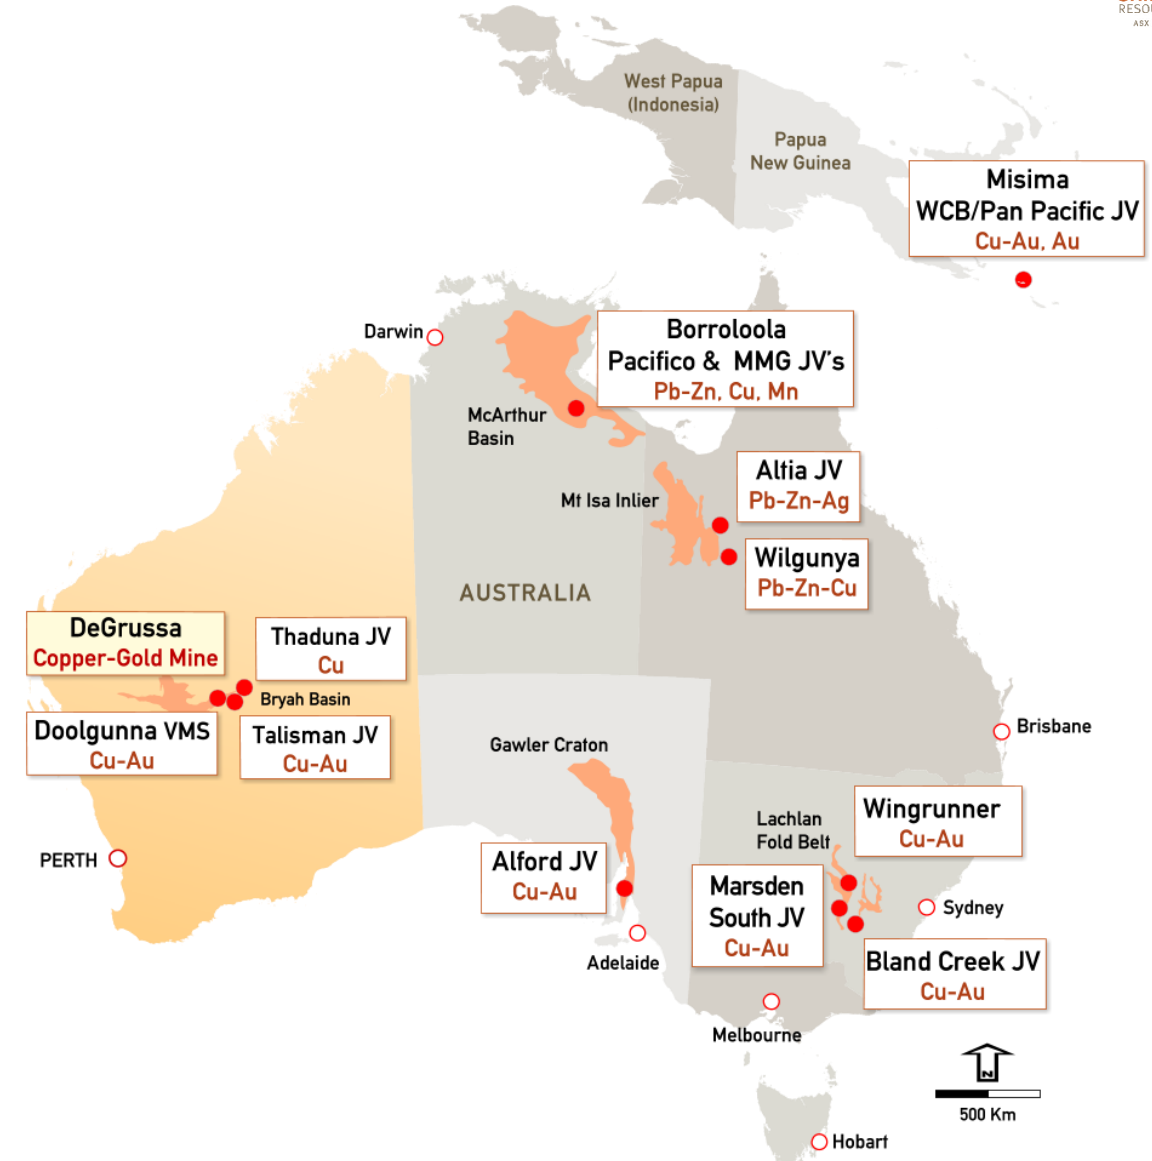 RESOU
ASX
West Papua
(Indonesia)
Papua
New Guinea
Misima
WCB/Pan Pacific JV
Cu-Au, Au
Darwin
Borroloola
Pacifico & MMG JV's
Pb-Zn, Cu, Mn
McArthur
Basin
Altia JV
Pb-Zn-Ag
Mt Isa Inlier
Wilgunya
Pb-Zn-Cu
AUSTRALIA
DeGrussa
Copper-Gold Mine
Thaduna JV
Cu
Bryah Basin
Doolgunna VMS
Cu-Au
Talisman JV
Cu-Au
Brisbane
Gawler Craton
Lachlan
Fold Belt
Wingrunner
Cu-Au
PERTH
Alford JV
Cu-Au
Marsden
South JV
Cu-Au
Sydney
Adelaide
Bland Creek JV
Cu-Au
Melbourne
N
500 Km
Hobart